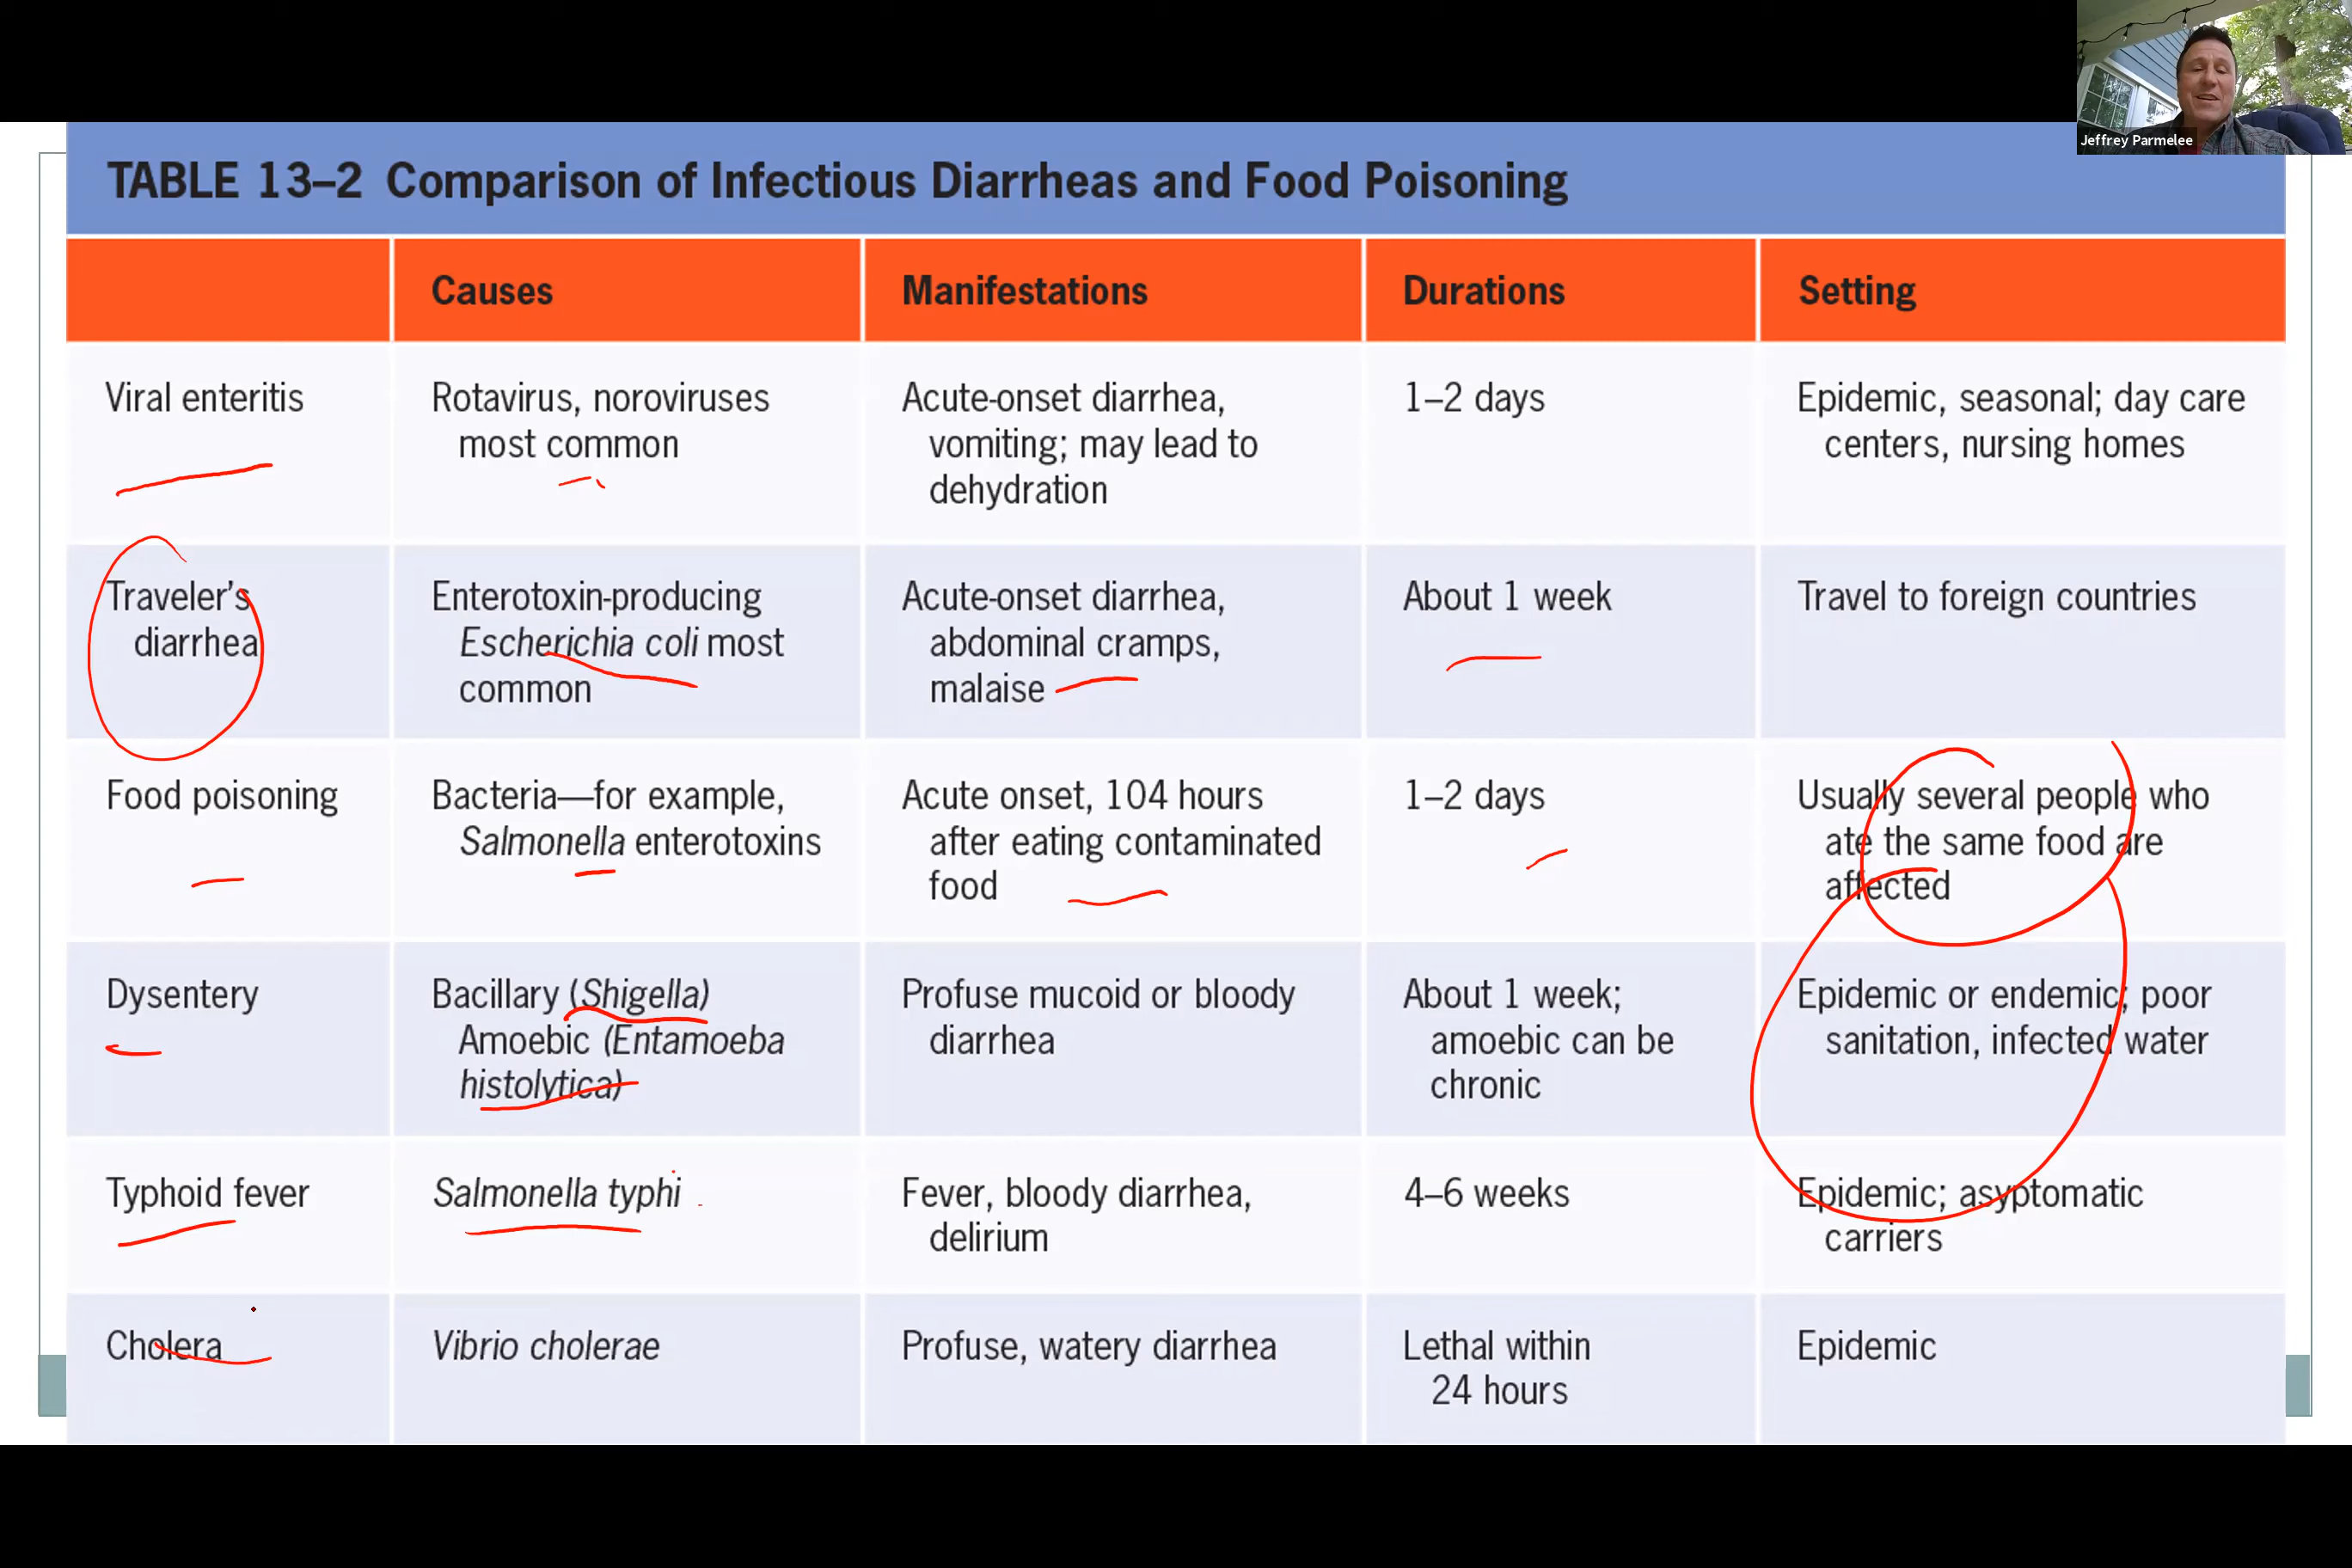 Jeffrey Parmelee
TABLE 13–2 Comparison of Infectious Diarrheas and Food Poisoning
Causes
Manifestations
Durations
Setting
Viral enteritis
Rotavirus, noroviruses
most common
Acute-onset diarrhea,
vomiting; may lead to
dehydration
1–2 days
Epidemic, seasonal; day care
centers, nursing homes
Traveler's
diarrhea
Enterotoxin-producing
Escherichia coli most
common
Acute-onset diarrhea,
abdominal cramps,
malaise
About 1 week
Travel to foreign countries
Food poisoning
Bacteria—for example,
Salmonella enterotoxins
Acute onset, 104 hours
after eating contaminated
food
1–2 days
Usually several people who
ate the same food are
affected
Dysentery
Bacillary (Shigella)
Amoebic (Entamoeba
histolytica)
Profuse mucoid or bloody
diarrhea
About 1 week;
amoebic can be
chronic
Epidemic or endemic; poor
sanitation, infected water
Typhoid fever
Salmonella typhi
Fever, bloody diarrhea,
delirium
4–6 weeks
Epidemic; asyptomatic
carriers
Cholera
Vibrio cholerae
Profuse, watery diarrhea
Lethal within
24 hours
Epidemic